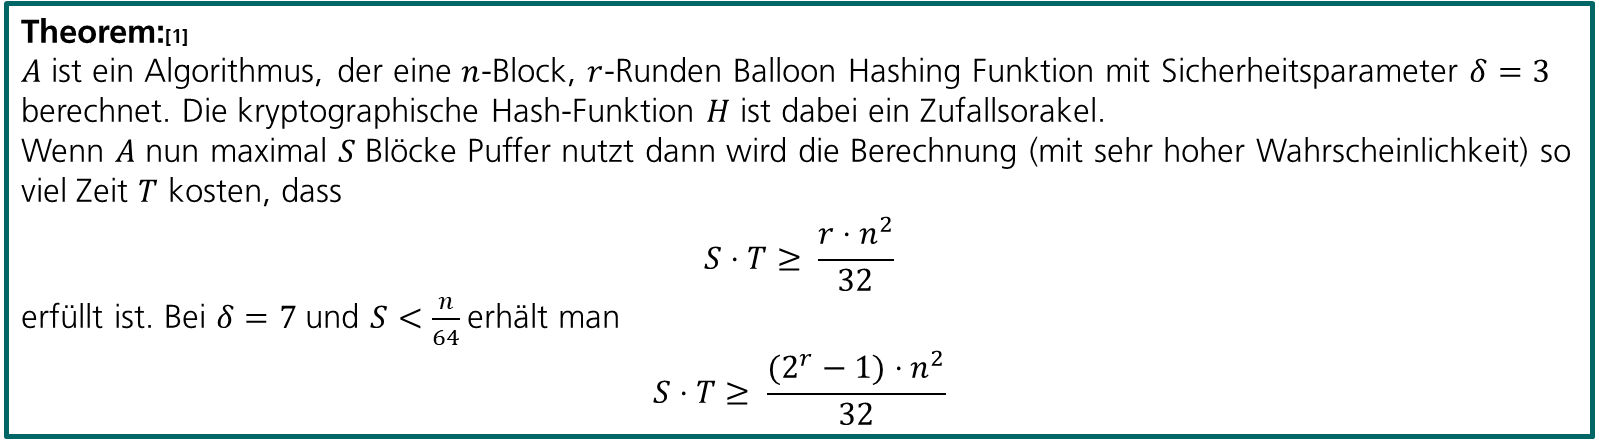 Theorem:[1]
A ist ein Algorithmus, der eine n-Block, r-Runden Balloon Hashing Funktion mit Sicherheitsparameter δ = 3
berechnet. Die kryptographische Hash-Funktion H ist dabei ein Zufallsorakel.
Wenn A nun maximal S Blöcke Puffer nutzt dann wird die Berechnung (mit sehr hoher Wahrscheinlichkeit) so
viel Zeit T kosten, dass
S · T ≥ r · n² / 32
erfüllt ist. Bei δ = 7 und S < n/64 erhält man
S · T ≥ (2^r − 1) · n² / 32